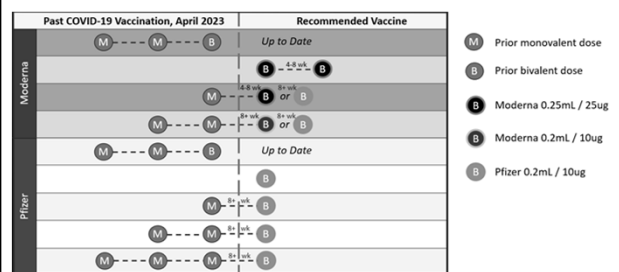 Past COVID-19 Vaccination, April 2023 Recommended Vaccine
Moderna
M M B Up to Date
B 4-8 wk B
M 4-8 wk B or 8+ wk B
M M 8+ wk B or 8+ wk B
Pfizer
M M B Up to Date
B
M 8+ wk B
M M 8+ wk B
M M M 8+ wk B
M Prior monovalent dose
B Prior bivalent dose
B Moderna 0.25mL / 25ug
B Moderna 0.2mL / 10ug
B Pfizer 0.2mL / 10ug